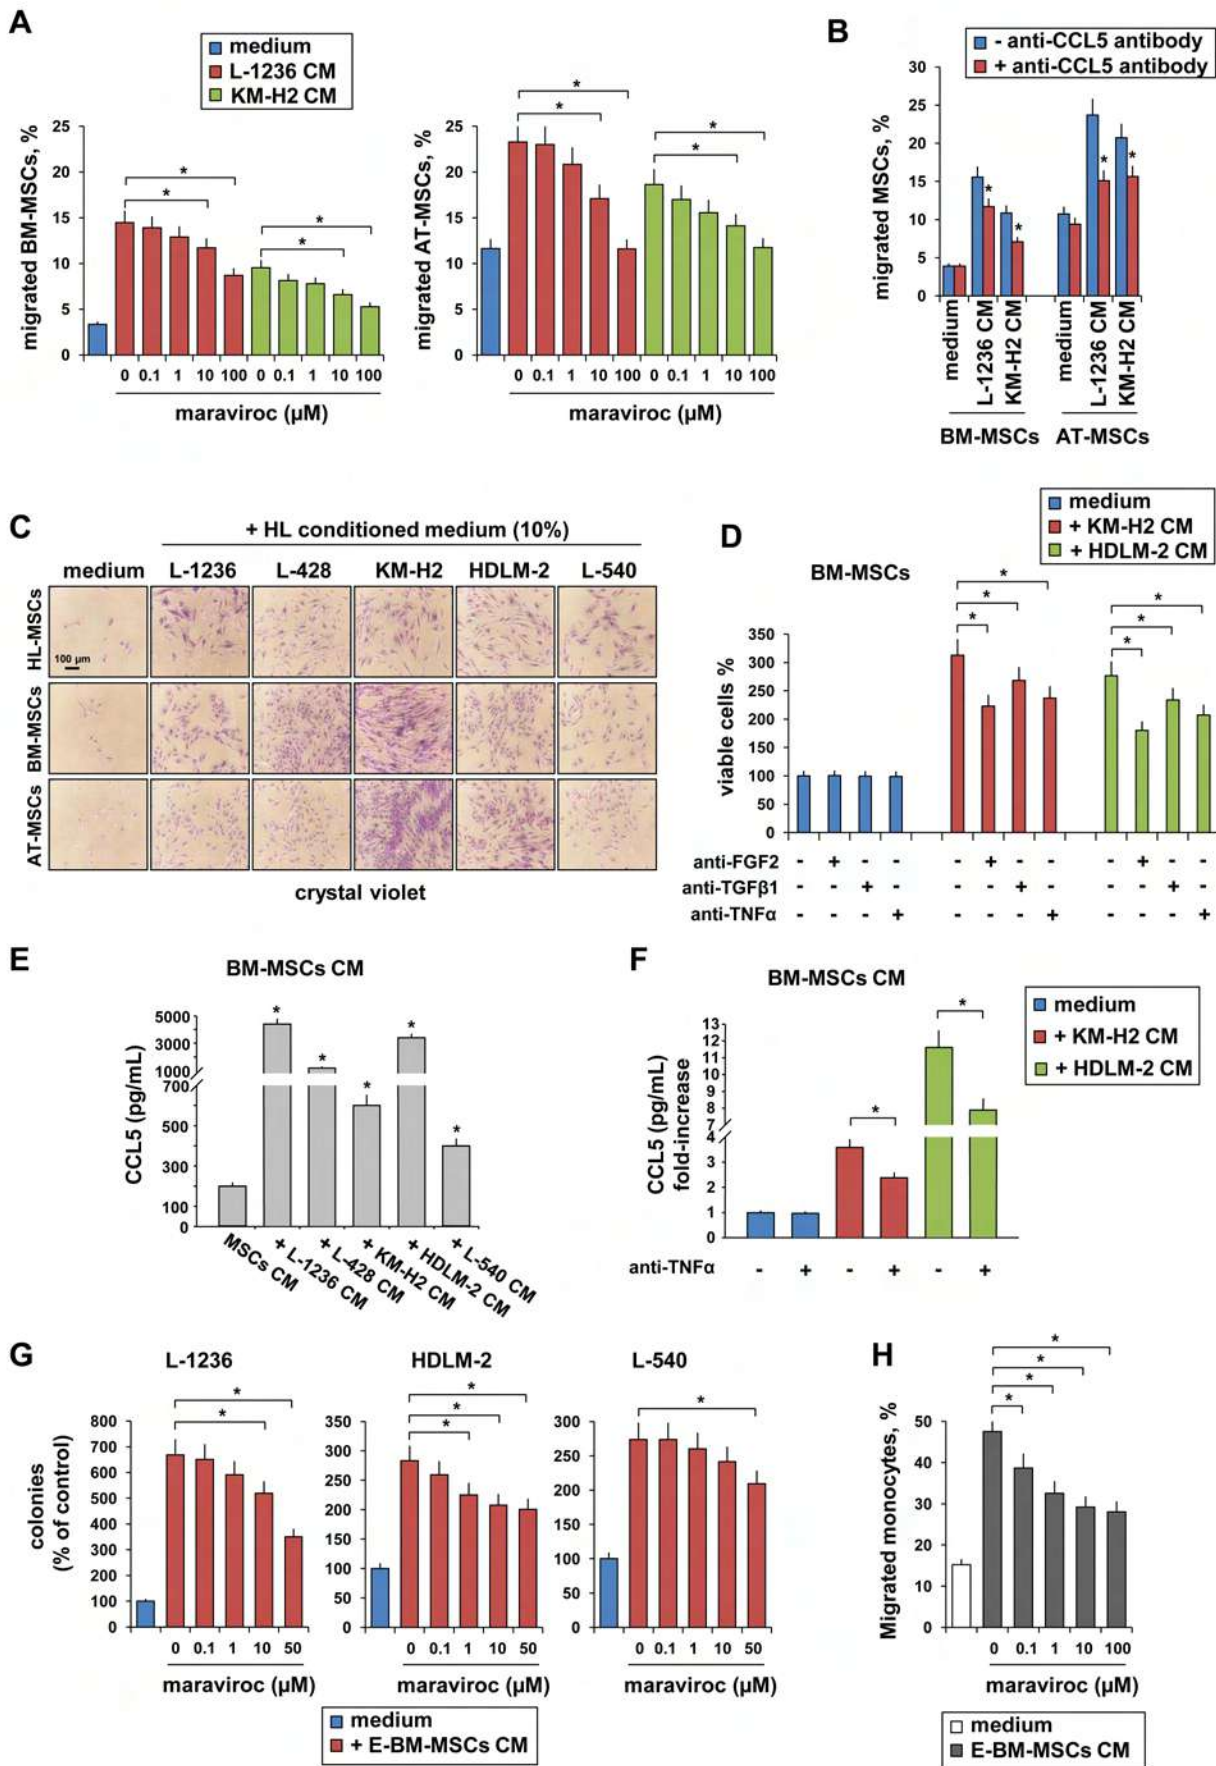 A
medium
L-1236 CM
KM-H2 CM
migrated BM-MSCs, %
25
20
15
10
5
0
0 0.1 1 10 100 0 0.1 1 10 100
maraviroc (µM)
* * * *
migrated AT-MSCs, %
25
20
15
10
5
0
0 0.1 1 10 100 0 0.1 1 10 100
maraviroc (µM)
* * * *
B
- anti-CCL5 antibody
+ anti-CCL5 antibody
migrated MSCs, %
30
25
20
15
10
5
0
* * * *
medium L-1236 CM KM-H2 CM medium L-1236 CM KM-H2 CM
BM-MSCs AT-MSCs
C
+ HL conditioned medium (10%)
medium L-1236 L-428 KM-H2 HDLM-2 L-540
HL-MSCs
100 µm
BM-MSCs
AT-MSCs
crystal violet
D
medium
+ KM-H2 CM
+ HDLM-2 CM
BM-MSCs
viable cells %
350
300
250
200
150
100
50
0
* * * * * *
anti-FGF2 - + - - - + - - - + - -
anti-TGFβ1 - - + - - - + - - - + -
anti-TNFα - - - + - - - + - - - +
E
BM-MSCs CM
CCL5 (pg/mL)
5000
3000
1000
700
500
300
100
0
* * * * *
MSCs CM
+ L-1236 CM
+ L-428 CM
+ KM-H2 CM
+ HDLM-2 CM
+ L-540 CM
F
BM-MSCs CM
medium
+ KM-H2 CM
+ HDLM-2 CM
CCL5 (pg/mL)
fold-increase
13
12
11
10
9
8
7
4
3
2
1
0
* *
anti-TNFα - + - + - +
G
L-1236
colonies
(% of control)
800
700
600
500
400
300
200
100
0
* *
0 0.1 1 10 50
maraviroc (µM)
HDLM-2
350
300
250
200
150
100
50
0
* * *
0 0.1 1 10 50
maraviroc (µM)
L-540
300
250
200
150
100
50
0
*
0 0.1 1 10 50
maraviroc (µM)
medium
+ E-BM-MSCs CM
H
Migrated monocytes, %
50
40
30
20
10
0
* * * *
0 0.1 1 10 100
maraviroc (µM)
medium
E-BM-MSCs CM